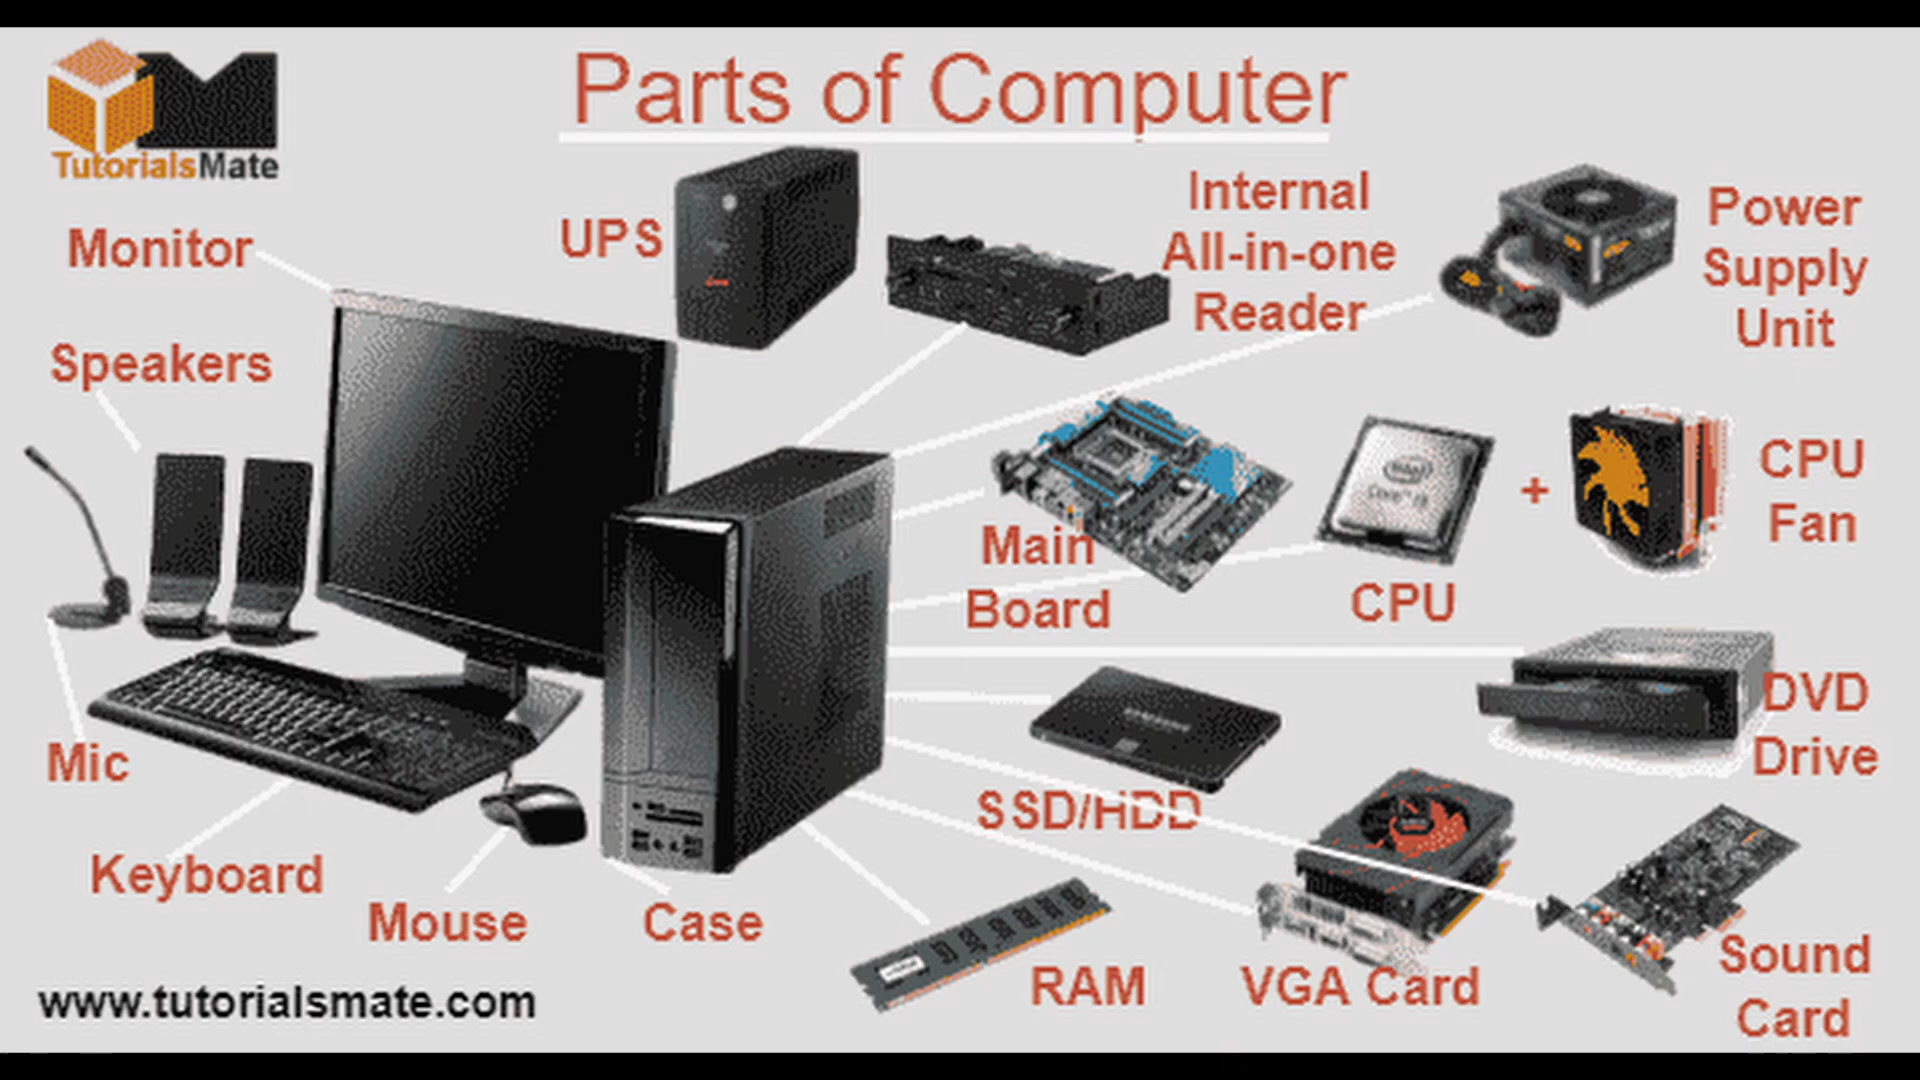 Parts of Computer
TutorialsMate
Monitor
UPS
Internal
All-in-one
Reader
Power
Supply
Unit
Speakers
Main
Board
CPU
+
CPU
Fan
intel
DVD
Drive
Mic
SSD/HDD
Keyboard
Mouse
Case
RAM
VGA Card
Sound
Card
www.tutorialsmate.com